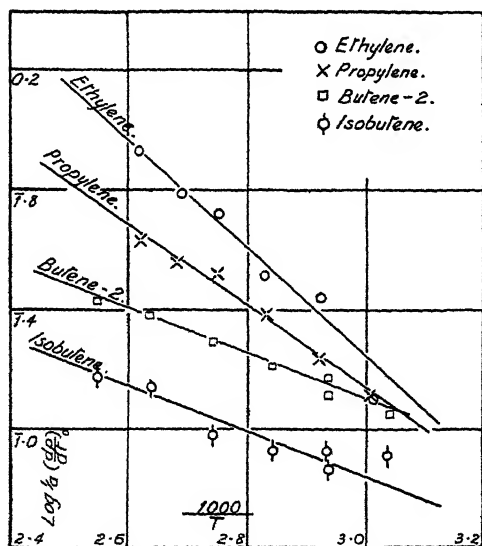 ○ Ethylene.
× Propylene.
□ Butene-2.
Isobutene.
0·2
Ethylene.
1̄·8
Propylene.
Butene-2.
1̄·4
Isobutene.
1̄·0
Log 1/a (dp/dt)₀
1000/T
2·4 2·6 2·8 3·0 3·2